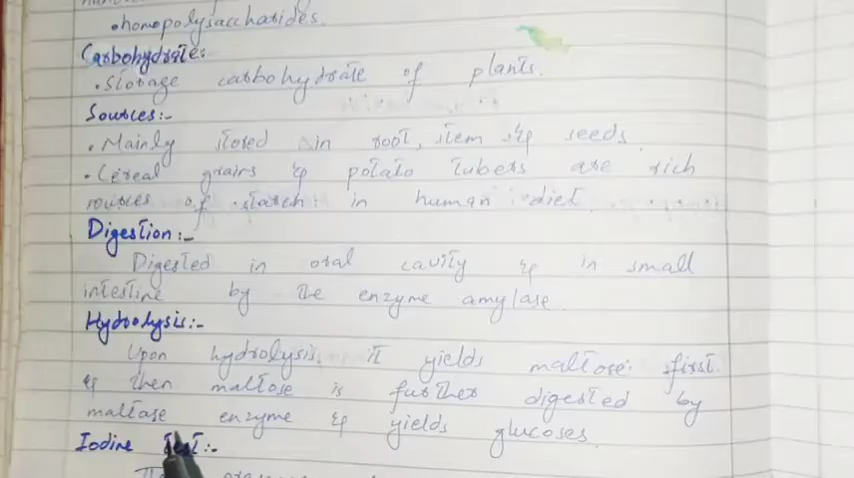 •homopolysaccharides.
Carbohydrate:
•Storage carbohydrate of plants.
Sources:-
•Mainly stored in root, stem & seeds.
•Cereal grains & potato tubers are rich
sources of starch in human diet.
Digestion:-
Digested in oral cavity & in small
intestine by the enzyme amylase.
Hydrolysis:-
Upon hydrolysis, it yields maltose first
& then maltose is further digested by
maltase enzyme & yields glucoses.
Iodine Test:-